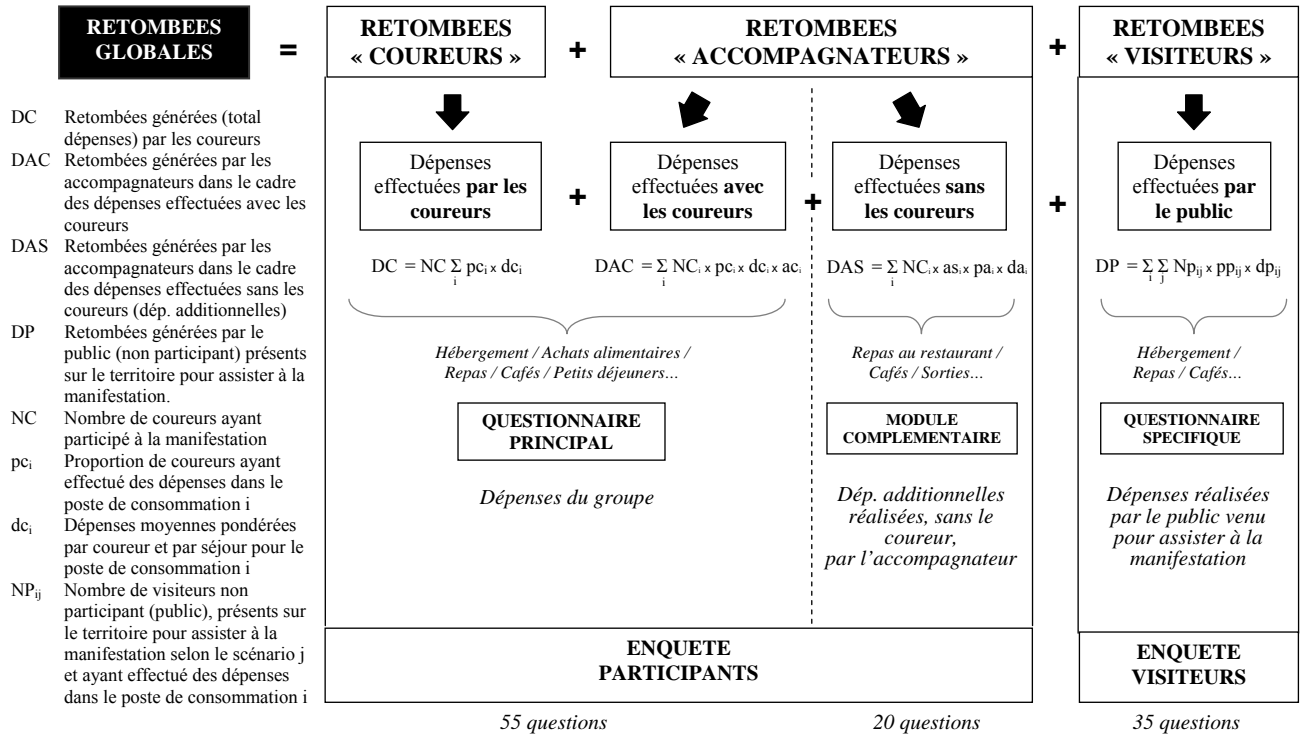 RETOMBEES
GLOBALES
=
RETOMBEES
« COUREURS »
+
RETOMBEES
« ACCOMPAGNATEURS »
+
RETOMBEES
« VISITEURS »
DC Retombées générées (total
dépenses) par les coureurs
DAC Retombées générées par les
accompagnateurs dans le cadre
des dépenses effectuées avec les
coureurs
DAS Retombées générées par les
accompagnateurs dans le cadre
des dépenses effectuées sans les
coureurs (dép. additionnelles)
DP Retombées générées par le
public (non participant) présents
sur le territoire pour assister à la
manifestation.
NC Nombre de coureurs ayant
participé à la manifestation
pci Proportion de coureurs ayant
effectué des dépenses dans le
poste de consommation i
dci Dépenses moyennes pondérées
par coureur et par séjour pour le
poste de consommation i
NPij Nombre de visiteurs non
participant (public), présents sur
le territoire pour assister à la
manifestation selon le scénario j
et ayant effectué des dépenses
dans le poste de consommation i
Dépenses
effectuées par les
coureurs
+
Dépenses
effectuées avec
les coureurs
+
Dépenses
effectuées sans
les coureurs
+
Dépenses
effectuées par
le public
DC = NC Σ pci x dci
i
DAC = Σ NCi x pci x dci x aci
i
DAS = Σ NCi x asi x pai x dai
i
DP = Σ Σ Npij x ppij x dpij
i j
Hébergement / Achats alimentaires /
Repas / Cafés / Petits déjeuners…
Repas au restaurant /
Cafés / Sorties…
Hébergement /
Repas / Cafés…
QUESTIONNAIRE
PRINCIPAL
MODULE
COMPLEMENTAIRE
QUESTIONNAIRE
SPECIFIQUE
Dépenses du groupe
Dép. additionnelles
réalisées, sans le
coureur,
par l’accompagnateur
Dépenses réalisées
par le public venu
pour assister à la
manifestation
ENQUETE
PARTICIPANTS
ENQUETE
VISITEURS
55 questions
20 questions
35 questions